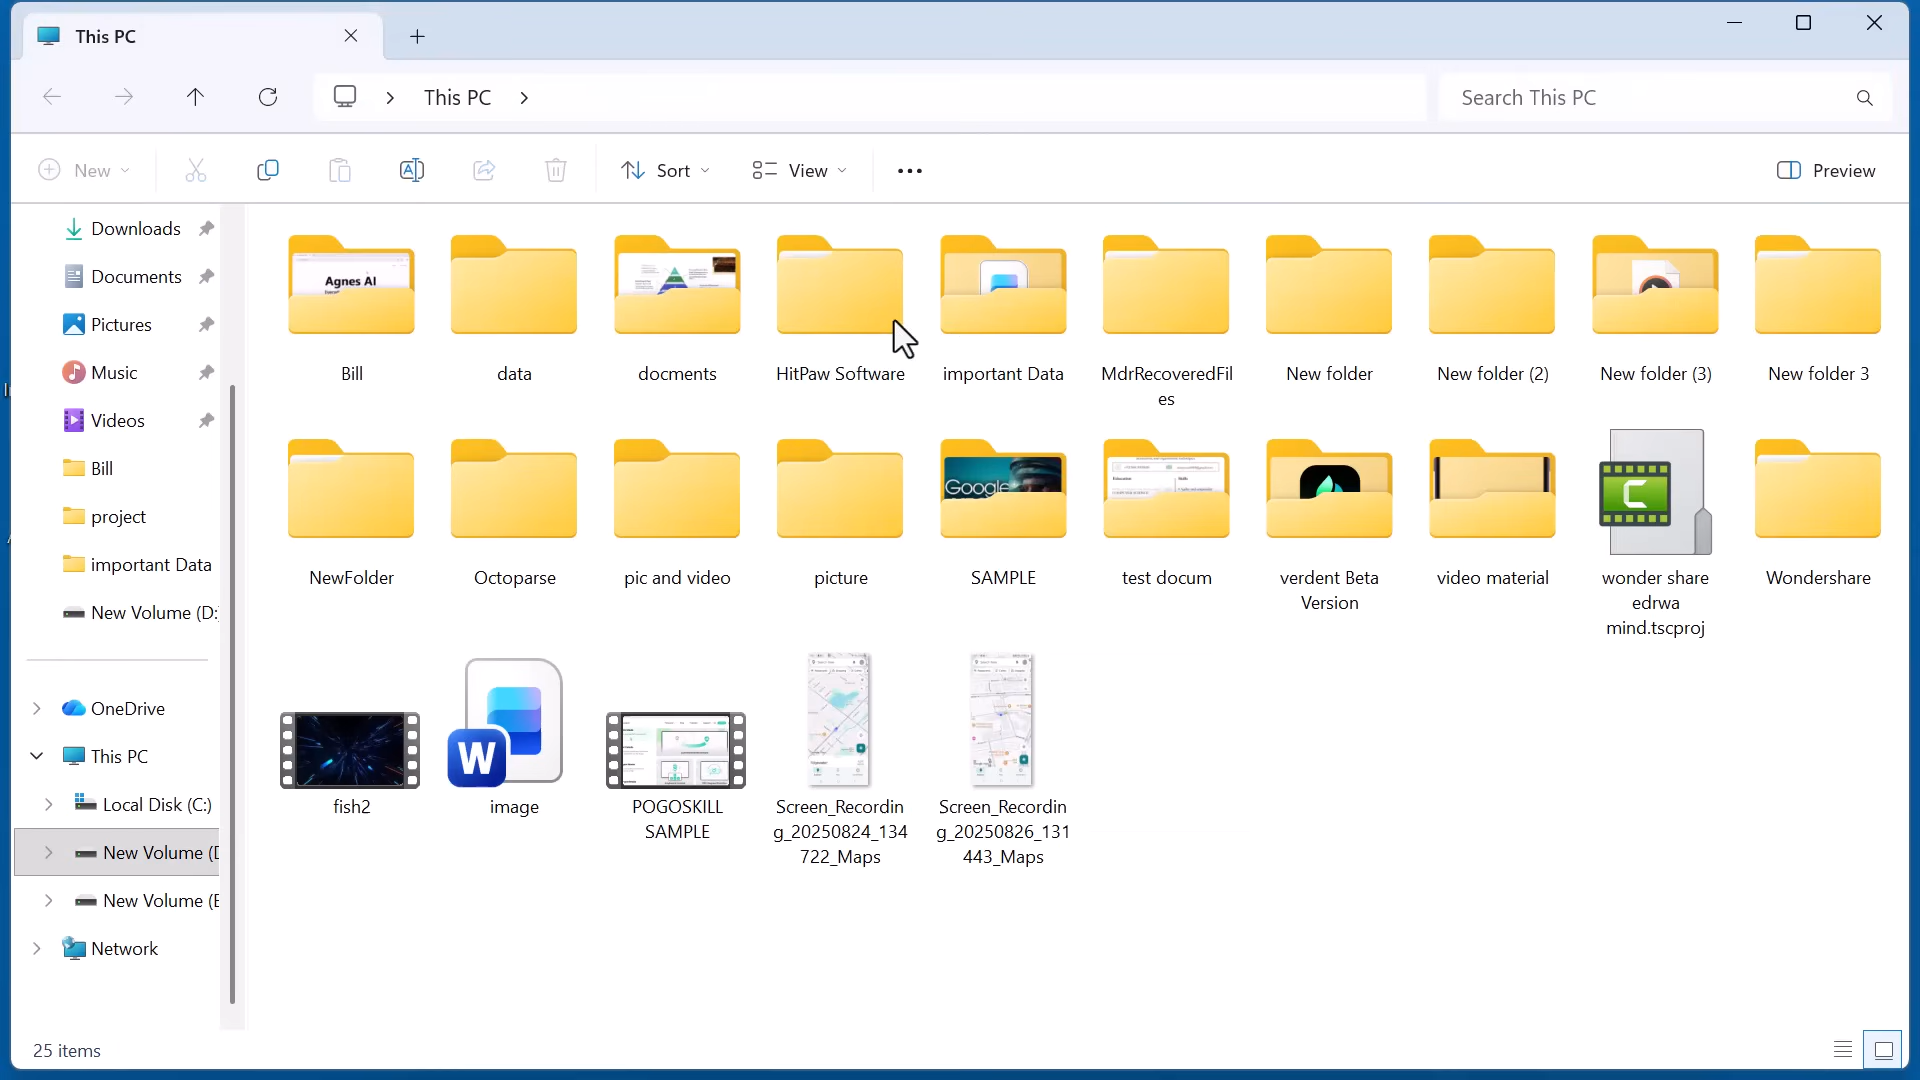 This PC
This PC
Search This PC
New
Sort
View
Preview
Downloads
Documents
Pictures
Music
Videos
Bill
project
important Data
New Volume (D:
OneDrive
This PC
Local Disk (C:)
New Volume (D
New Volume (E
Network
Agnes AI
Bill
data
docments
HitPaw Software
important Data
MdrRecoveredFil
es
New folder
New folder (2)
New folder (3)
New folder 3
Google
Education
Skills
C
NewFolder
Octoparse
pic and video
picture
SAMPLE
test docum
verdent Beta
Version
video material
wonder share
edrwa
mind.tscproj
Wondershare
W
fish2
image
POGOSKILL
SAMPLE
Screen_Recordin
g_20250824_134
722_Maps
Screen_Recordin
g_20250826_131
443_Maps
25 items